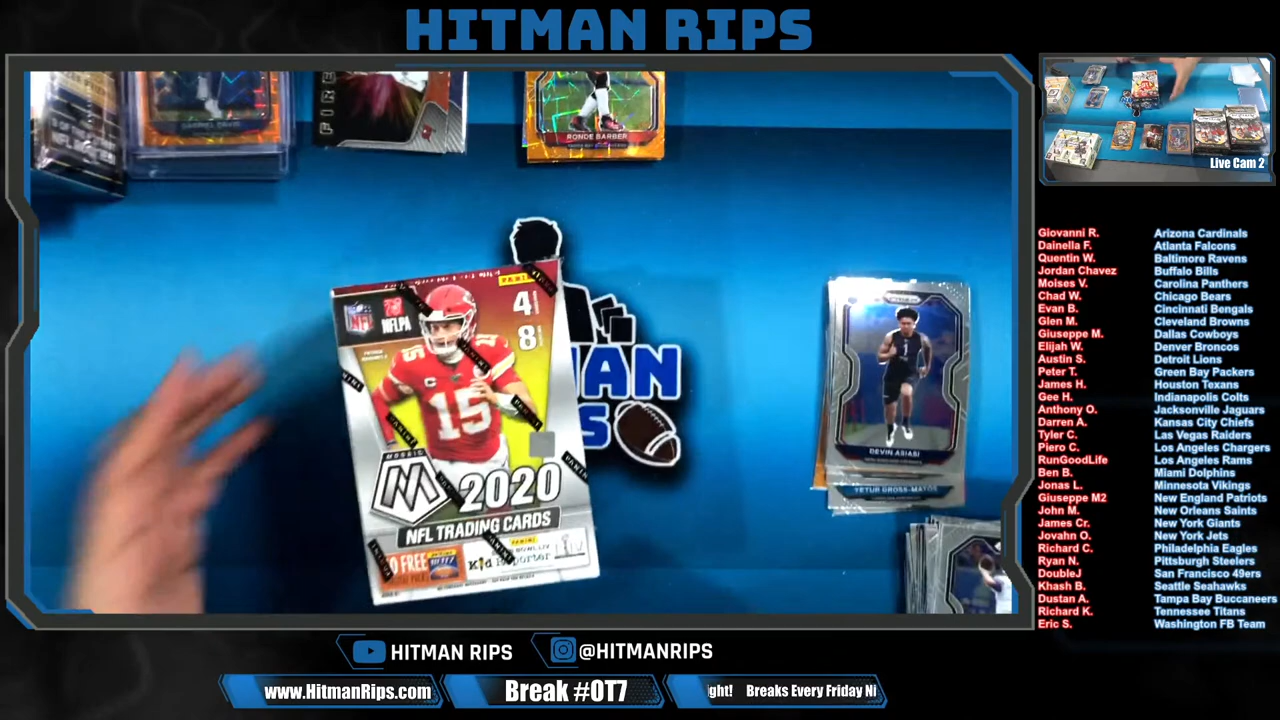 HITMAN RIPS
RONDE BARBER
FIRE
Live Cam 2
PANINI
NFL
NFLPA
4
8
15
MOSAIC
M
2020
NFL TRADING CARDS
FREE
Kid Reporter
MAN
DEVIN ASIASI
YETUR GROSS-MATOS
Giovanni R. Arizona Cardinals
Dainella F. Atlanta Falcons
Quentin W. Baltimore Ravens
Jordan Chavez Buffalo Bills
Moises V. Carolina Panthers
Chad W. Chicago Bears
Evan B. Cincinnati Bengals
Glen M. Cleveland Browns
Giuseppe M. Dallas Cowboys
Elijah W. Denver Broncos
Austin S. Detroit Lions
Peter T. Green Bay Packers
James H. Houston Texans
Gee H. Indianapolis Colts
Anthony O. Jacksonville Jaguars
Darren A. Kansas City Chiefs
Tyler C. Las Vegas Raiders
Piero C. Los Angeles Chargers
RunGoodLife Los Angeles Rams
Ben B. Miami Dolphins
Jonas L. Minnesota Vikings
Giuseppe M2 New England Patriots
John M. New Orleans Saints
James Cr. New York Giants
Jovahn O. New York Jets
Richard C. Philadelphia Eagles
Ryan N. Pittsburgh Steelers
DoubleJ San Francisco 49ers
Khash B. Seattle Seahawks
Dustan A. Tampa Bay Buccaneers
Richard K. Tennessee Titans
Eric S. Washington FB Team
HITMAN RIPS @HITMANRIPS
www.HitmanRips.com Break #0T7 ight! Breaks Every Friday Ni